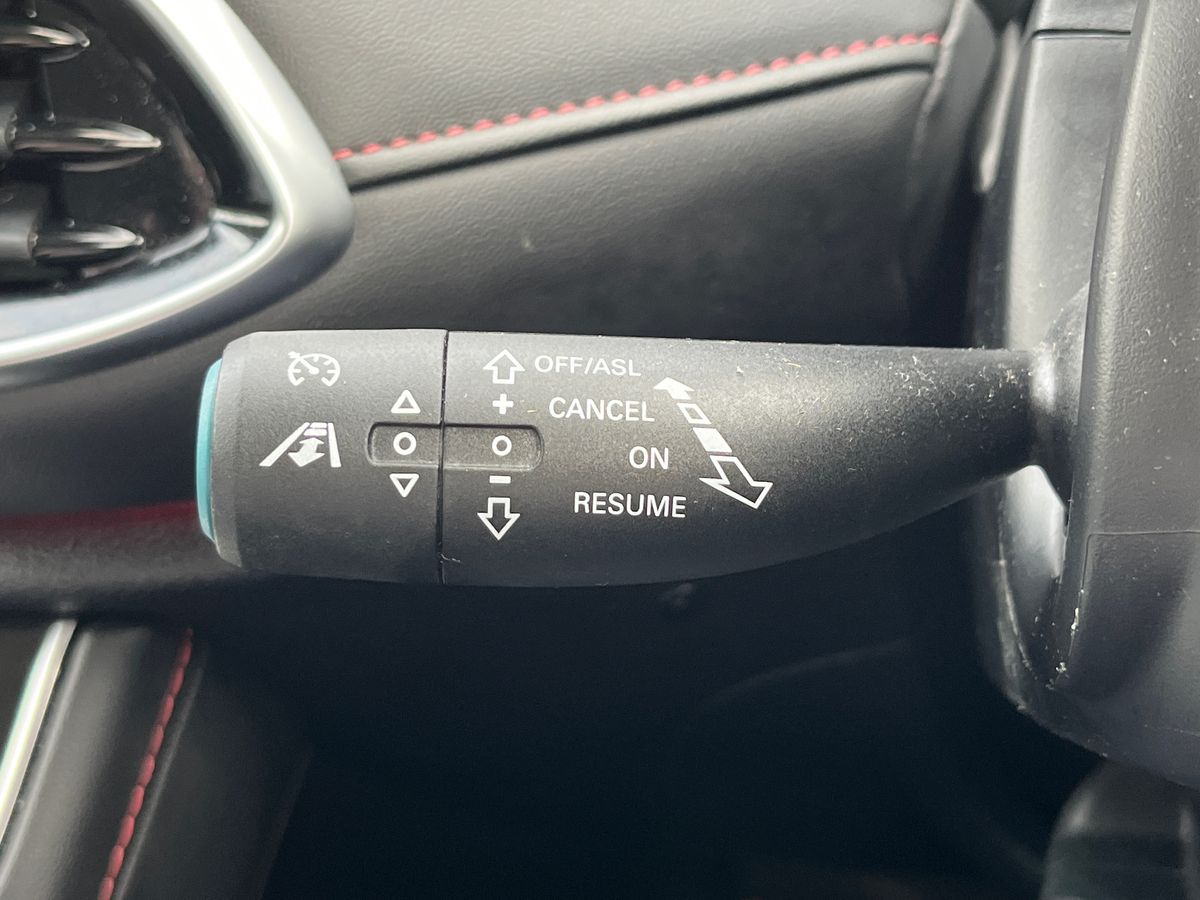 OFF/ASL
+ CANCEL
ON
-
RESUME